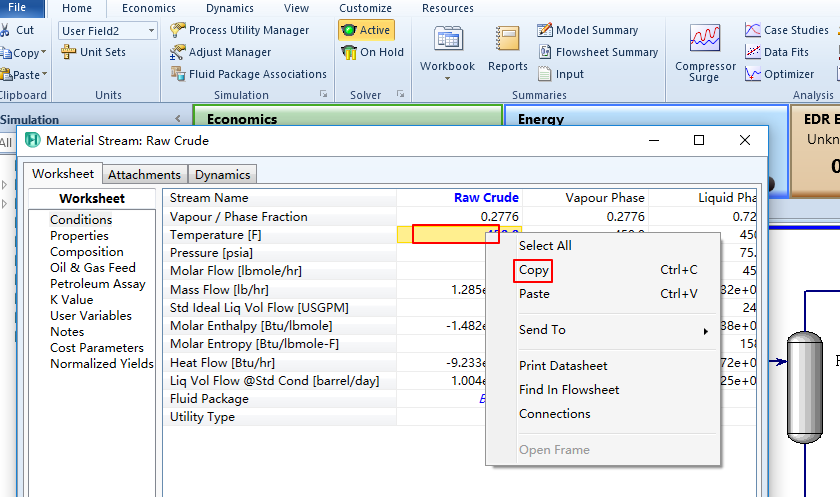 File Home Economics Dynamics View Customize Resources
Cut User Field2 Process Utility Manager Active Model Summary Case Studies
Copy Unit Sets Adjust Manager On Hold Flowsheet Summary Data Fits
Paste Fluid Package Associations Workbook Reports Input Compressor Surge Optimizer
Clipboard Units Simulation Solver Summaries Analysis
Simulation < Economics Energy EDR E
All Unkn
0
Material Stream: Raw Crude
Worksheet Attachments Dynamics
Worksheet
Conditions
Properties
Composition
Oil & Gas Feed
Petroleum Assay
K Value
User Variables
Notes
Cost Parameters
Normalized Yields
Stream Name Raw Crude Vapour Phase Liquid Pha
Vapour / Phase Fraction 0.2776 0.2776 0.72
Temperature [F] 450
Pressure [psia] 75.
Molar Flow [lbmole/hr] 45
Mass Flow [lb/hr] 1.285e 32e+0
Std Ideal Liq Vol Flow [USGPM] 24
Molar Enthalpy [Btu/lbmole] -1.482e 38e+0
Molar Entropy [Btu/lbmole-F] 158
Heat Flow [Btu/hr] -9.233e 72e+0
Liq Vol Flow @Std Cond [barrel/day] 1.004e 25e+0
Fluid Package
Utility Type
Select All
Copy Ctrl+C
Paste Ctrl+V
Send To
Print Datasheet
Find In Flowsheet
Connections
Open Frame